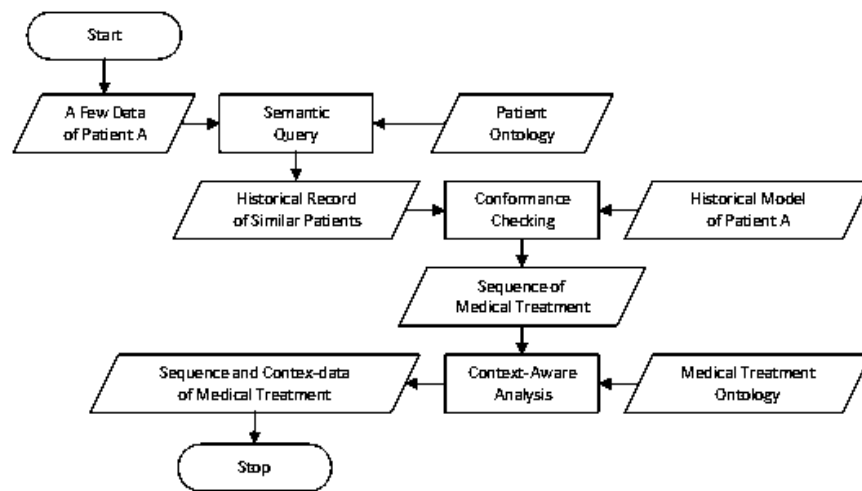 Start
A Few Data
of Patient A
Semantic
Query
Patient
Ontology
Historical Record
of Similar Patients
Conformance
Checking
Historical Model
of Patient A
Sequence of
Medical Treatment
Sequence and Contex-data
of Medical Treatment
Context-Aware
Analysis
Medical Treatment
Ontology
Stop